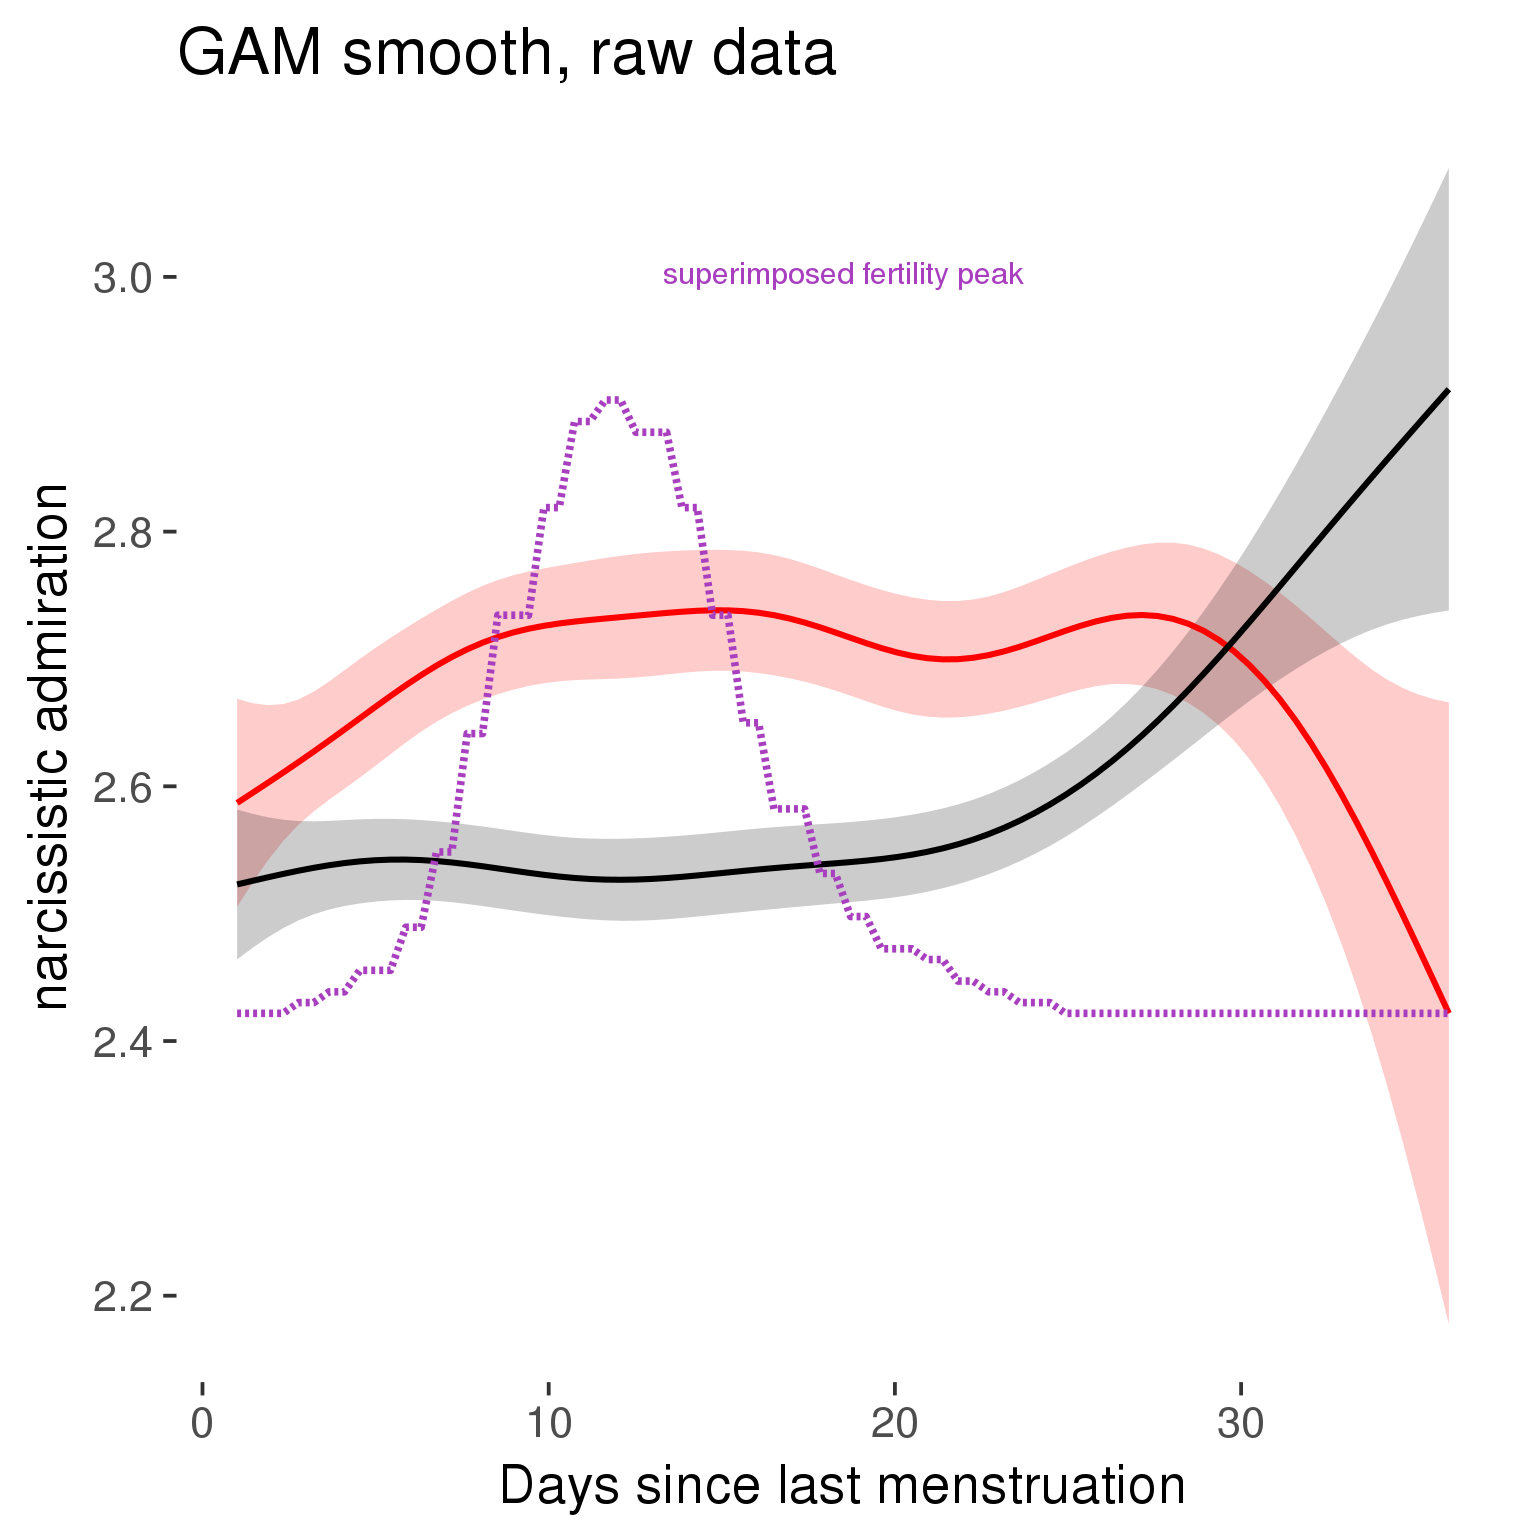 GAM smooth, raw data
superimposed fertility peak
narcissistic admiration
3.0
2.8
2.6
2.4
2.2
0 10 20 30
Days since last menstruation